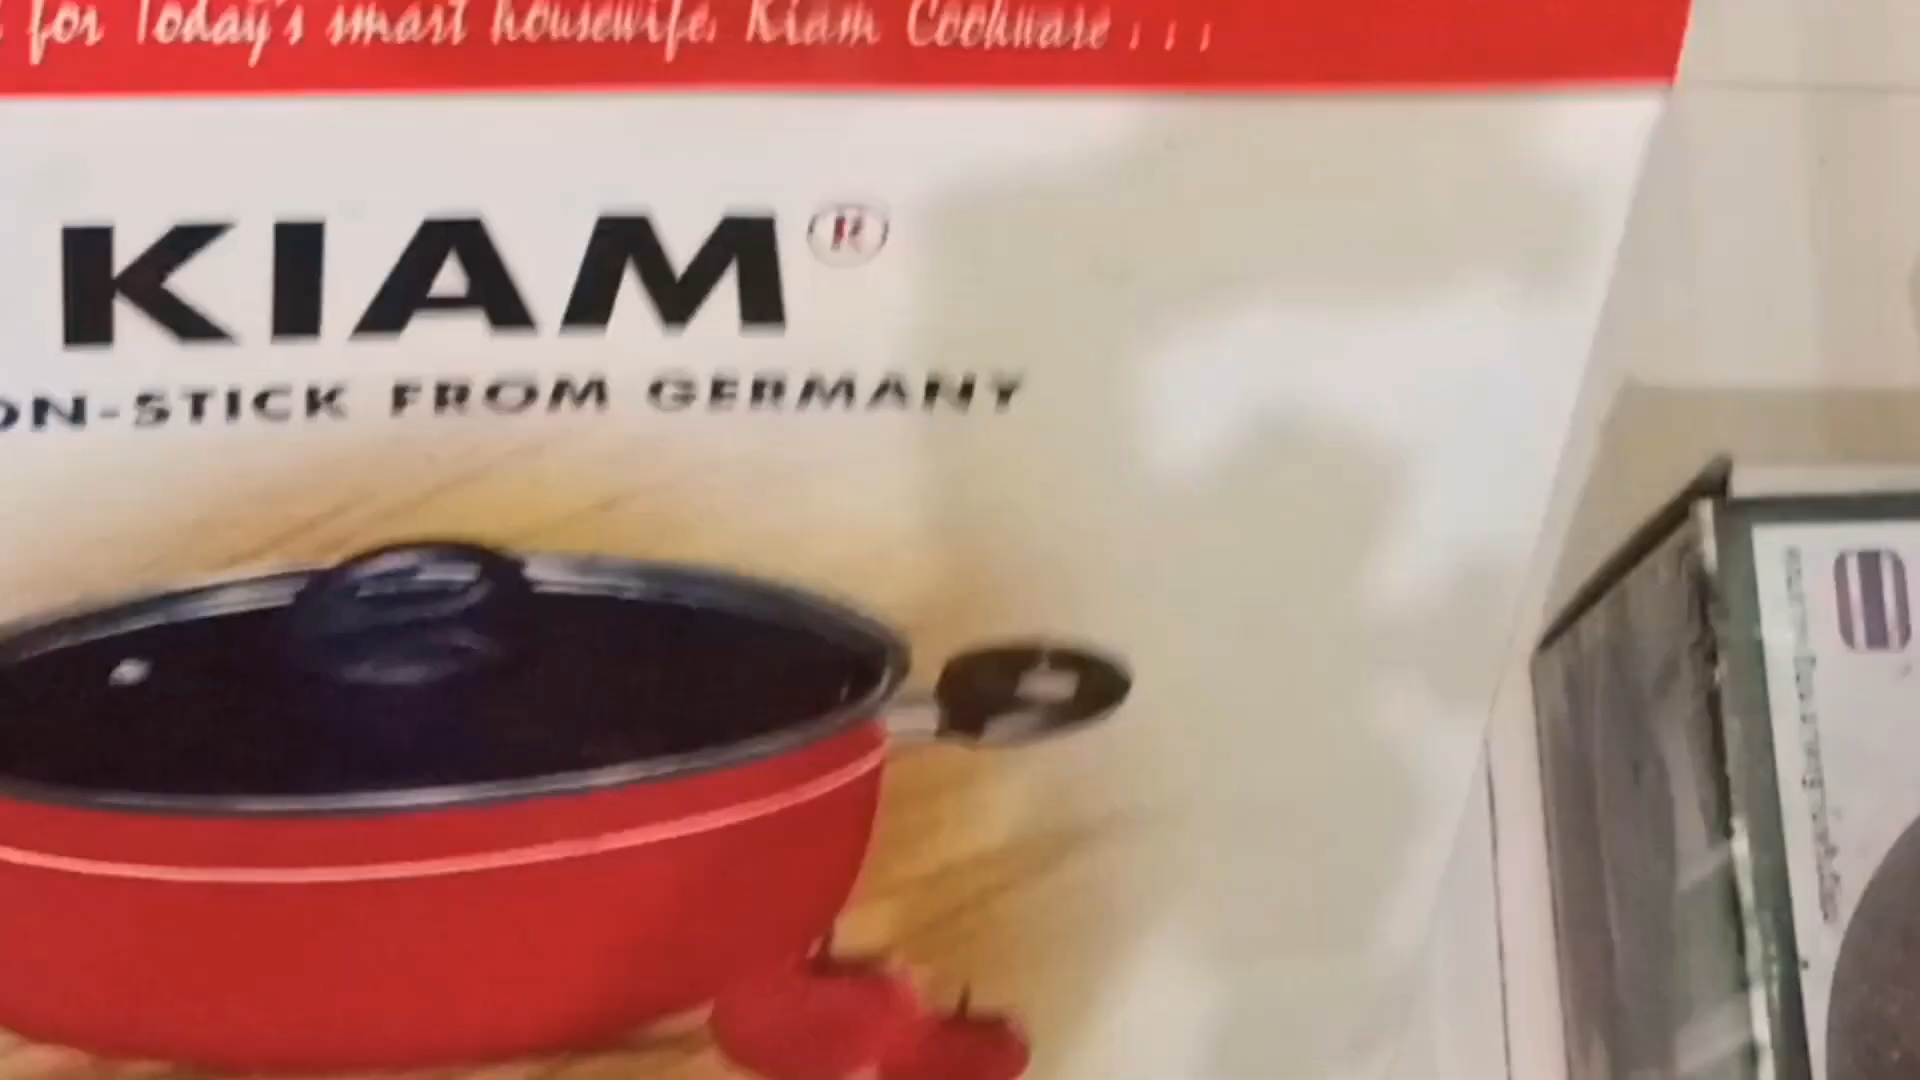 for Today's smart housewife, Kiam Cookware . . .
KIAM®
ON-STICK FROM GERMANY